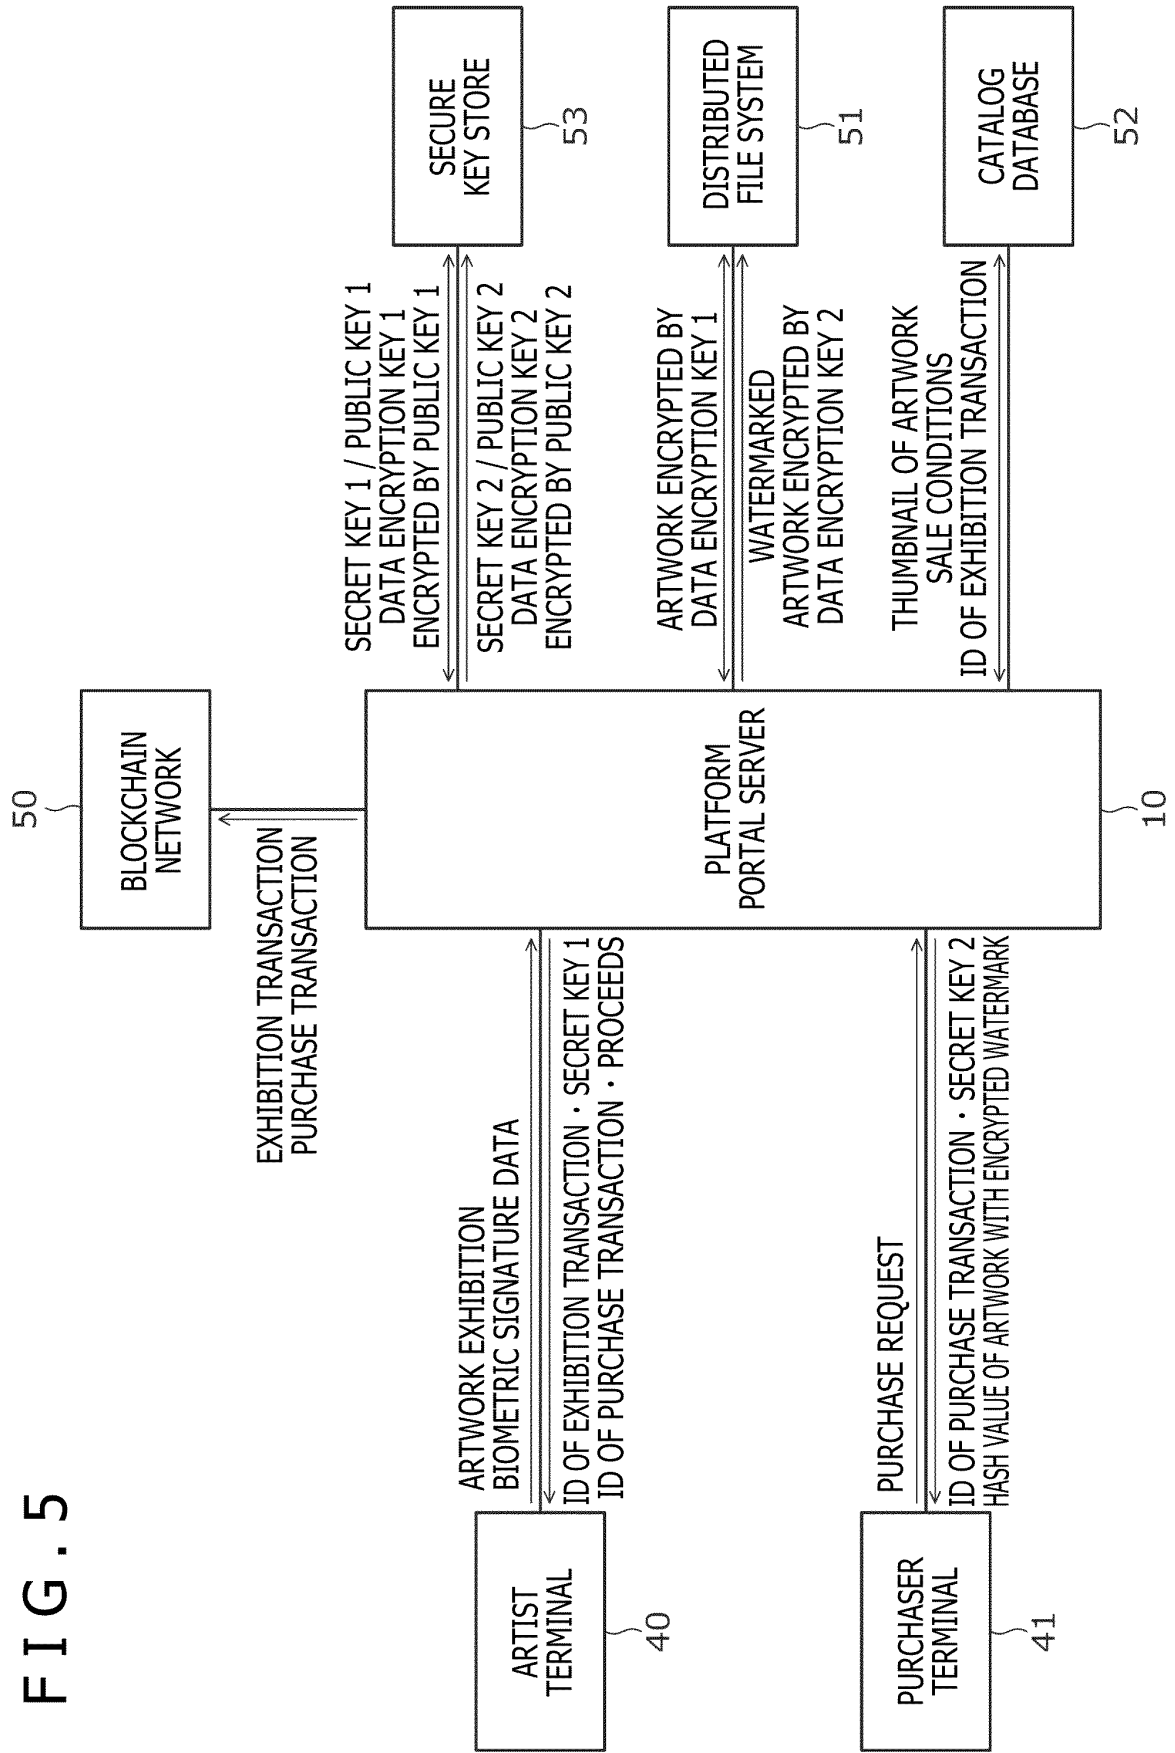 FIG. 5
50
BLOCKCHAIN
NETWORK
EXHIBITION TRANSACTION
PURCHASE TRANSACTION
SECRET KEY 1 / PUBLIC KEY 1
DATA ENCRYPTION KEY 1
ENCRYPTED BY PUBLIC KEY 1
SECRET KEY 2 / PUBLIC KEY 2
DATA ENCRYPTION KEY 2
ENCRYPTED BY PUBLIC KEY 2
SECURE
KEY STORE
53
ARTWORK EXHIBITION
BIOMETRIC SIGNATURE DATA
ID OF EXHIBITION TRANSACTION・SECRET KEY 1
ID OF PURCHASE TRANSACTION・PROCEEDS
ARTIST
TERMINAL
40
PLATFORM
PORTAL SERVER
10
ARTWORK ENCRYPTED BY
DATA ENCRYPTION KEY 1
WATERMARKED
ARTWORK ENCRYPTED BY
DATA ENCRYPTION KEY 2
DISTRIBUTED
FILE SYSTEM
51
PURCHASE REQUEST
ID OF PURCHASE TRANSACTION・SECRET KEY 2
HASH VALUE OF ARTWORK WITH ENCRYPTED WATERMARK
PURCHASER
TERMINAL
41
THUMBNAIL OF ARTWORK
SALE CONDITIONS
ID OF EXHIBITION TRANSACTION
CATALOG
DATABASE
52